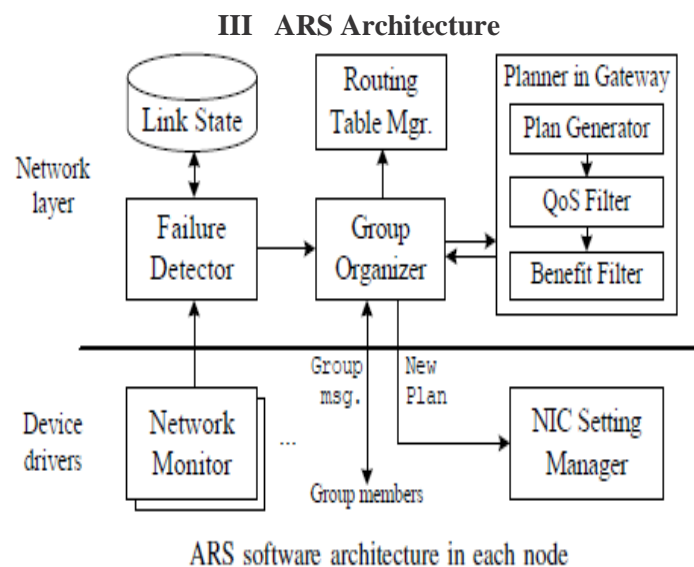 III ARS Architecture
Link State
Routing
Table Mgr.
Planner in Gateway
Plan Generator
QoS Filter
Benefit Filter
Network
layer
Failure
Detector
Group
Organizer
Group
msg.
New
Plan
Device
drivers
Network
Monitor
...
NIC Setting
Manager
Group members
ARS software architecture in each node